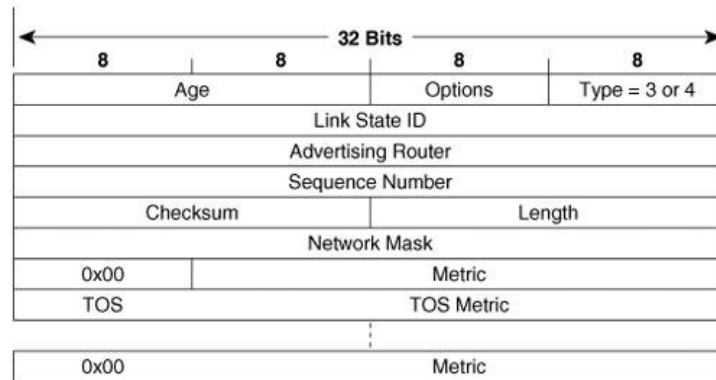 32 Bits
8 8 8 8
Age Options Type = 3 or 4
Link State ID
Advertising Router
Sequence Number
Checksum Length
Network Mask
0x00 Metric
TOS TOS Metric
0x00 Metric